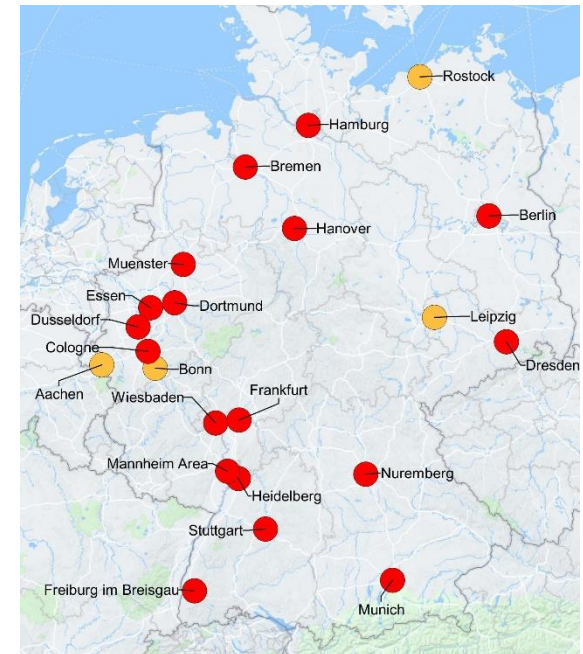 Rostock
Hamburg
Bremen
Berlin
Hanover
Muenster
Essen
Dortmund
Leipzig
Dusseldorf
Cologne
Dresden
Bonn
Aachen
Frankfurt
Wiesbaden
Mannheim Area
Nuremberg
Heidelberg
Stuttgart
Freiburg im Breisgau
Munich